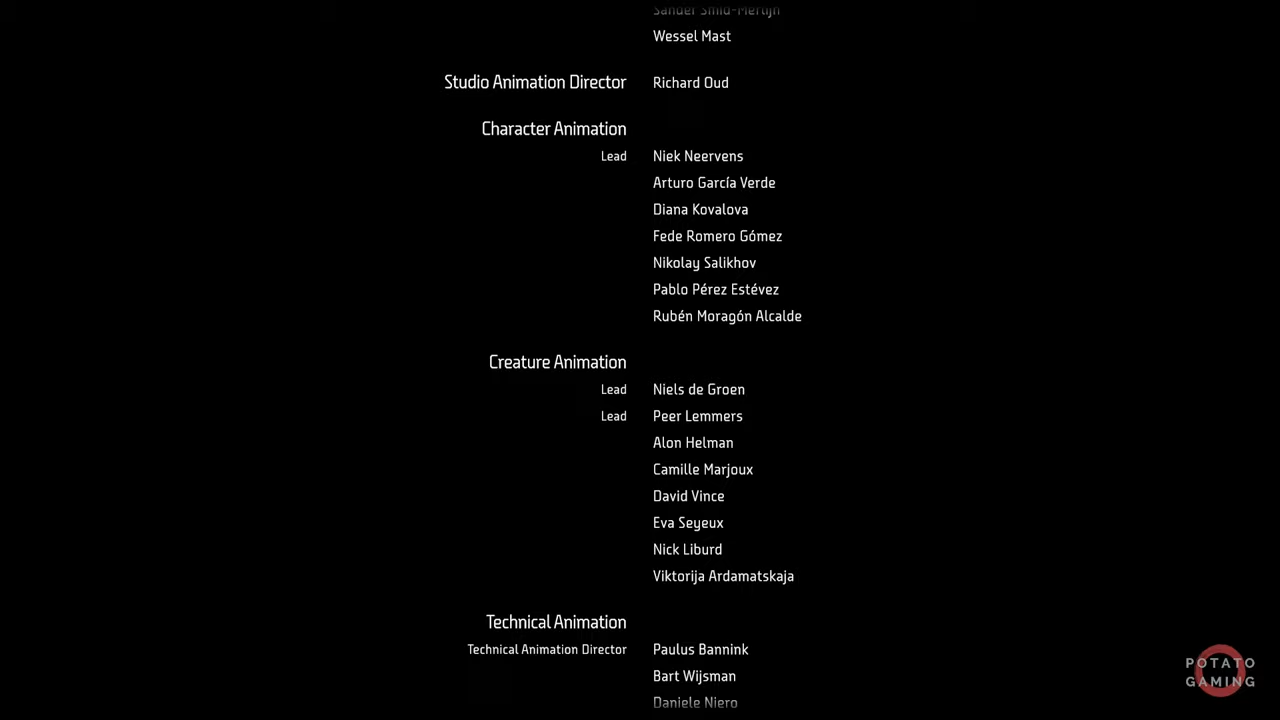 Sander Smid-Merlijn
Wessel Mast
Studio Animation Director Richard Oud
Character Animation
Lead Niek Neervens
Arturo García Verde
Diana Kovalova
Fede Romero Gómez
Nikolay Salikhov
Pablo Pérez Estévez
Rubén Moragón Alcalde
Creature Animation
Lead Niels de Groen
Lead Peer Lemmers
Alon Helman
Camille Marjoux
David Vince
Eva Seyeux
Nick Liburd
Viktorija Ardamatskaja
Technical Animation
Technical Animation Director Paulus Bannink
Bart Wijsman
Daniele Niero
POTATO
GAMING